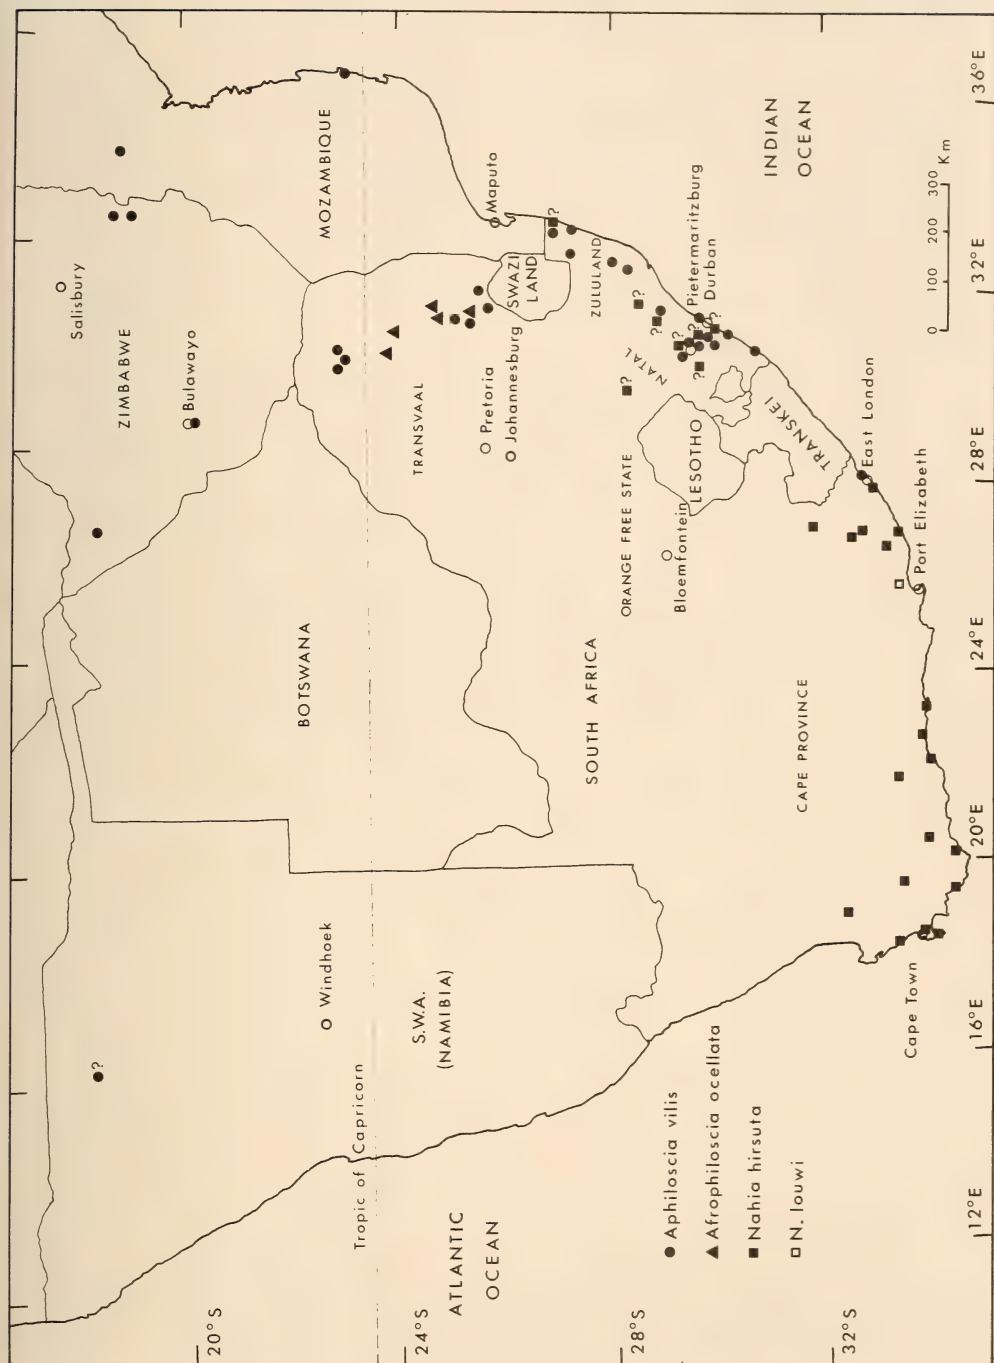 Salisbury
ZIMBABWE
Bulawayo
MOZAMBIQUE
Maputo
SWAZI
LAND
?
ZULULAND
TRANSVAAL
Pretoria
Johannesburg
BOTSWANA
Windhoek
S.W.A.
(NAMIBIA)
?
Tropic of Capricorn
ATLANTIC
OCEAN
INDIAN
OCEAN
SOUTH AFRICA
ORANGE FREE STATE
Bloemfontein
LESOTHO
NATAL
?
?
?
?
?
?
?
Pietermaritzburg
Durban
TRANSKEI
East London
Port Elizabeth
CAPE PROVINCE
Cape Town
Aphiloscia vilis
Afrophiloscia ocellata
Nahia hirsuta
N. louwi
0 100 200 300 Km
20°S
24°S
28°S
32°S
12°E
16°E
20°E
24°E
28°E
32°E
36°E